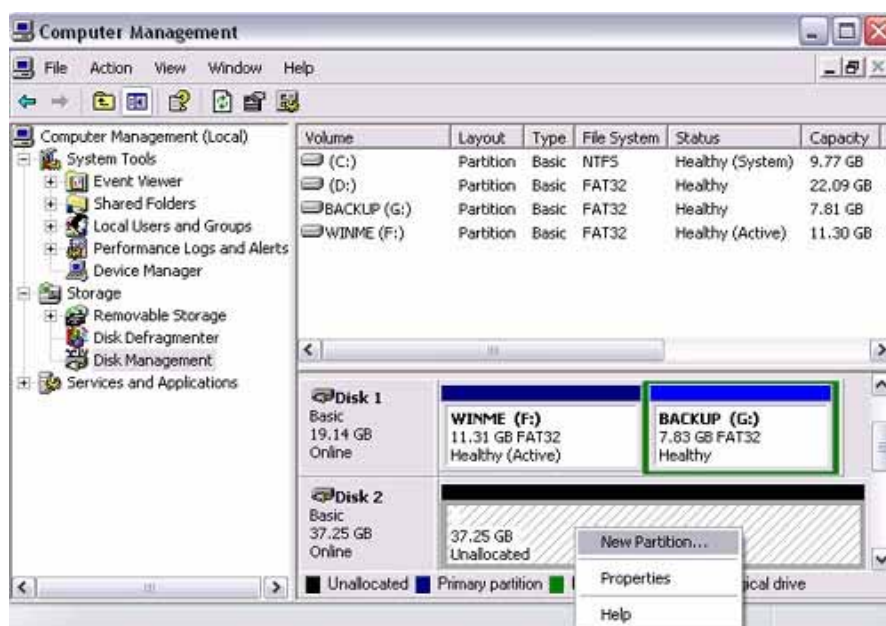 Computer Management
File Action View Window Help
Computer Management (Local)
System Tools
Event Viewer
Shared Folders
Local Users and Groups
Performance Logs and Alerts
Device Manager
Storage
Removable Storage
Disk Defragmenter
Disk Management
Services and Applications
Volume Layout Type File System Status Capacity
(C:) Partition Basic NTFS Healthy (System) 9.77 GB
(D:) Partition Basic FAT32 Healthy 22.09 GB
BACKUP (G:) Partition Basic FAT32 Healthy 7.81 GB
WINME (F:) Partition Basic FAT32 Healthy (Active) 11.30 GB
Disk 1
Basic
19.14 GB
Online
WINME (F:)
11.31 GB FAT32
Healthy (Active)
BACKUP (G:)
7.83 GB FAT32
Healthy
Disk 2
Basic
37.25 GB
Online
37.25 GB
Unallocated
New Partition...
Properties
Help
Unallocated Primary partition drive